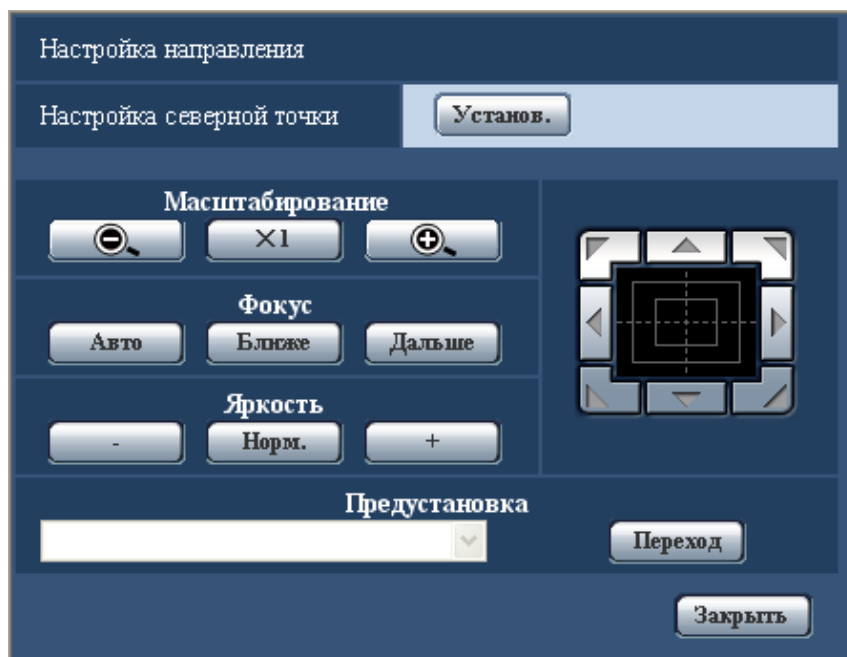 Настройка направления
Настройка северной точки Установ.
Масштабирование
×1
Фокус
Авто Ближе Дальше
Яркость
- Норм. +
Предустановка
Переход
Закрыть